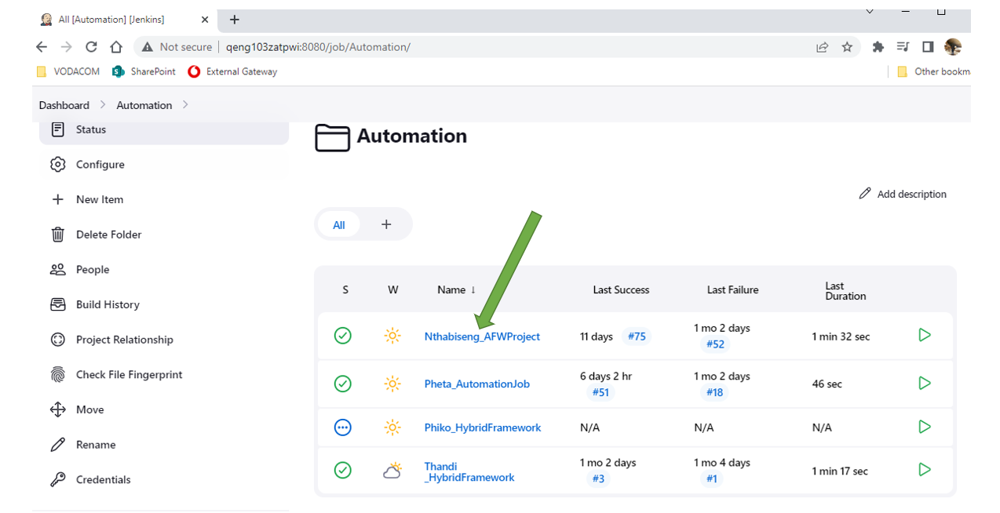 All [Automation] [Jenkins]
Not secure qeng103zatpwi:8080/job/Automation/
VODACOM SharePoint External Gateway Other bookma
Dashboard Automation
Status
Configure
New Item
Delete Folder
People
Build History
Project Relationship
Check File Fingerprint
Move
Rename
Credentials
Automation
Add description
All +
S W Name ↓ Last Success Last Failure Last Duration
Nthabiseng_AFWProject 11 days #75 1 mo 2 days #52 1 min 32 sec
Pheta_AutomationJob 6 days 2 hr #51 1 mo 2 days #18 46 sec
Phiko_HybridFramework N/A N/A N/A
Thandi _HybridFramework 1 mo 2 days #3 1 mo 4 days #1 1 min 17 sec